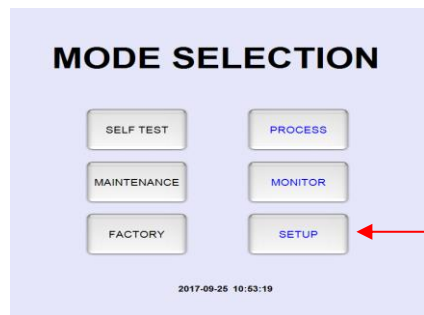 MODE SELECTION
SELF TEST
PROCESS
MAINTENANCE
MONITOR
FACTORY
SETUP
2017-09-25 10:53:19